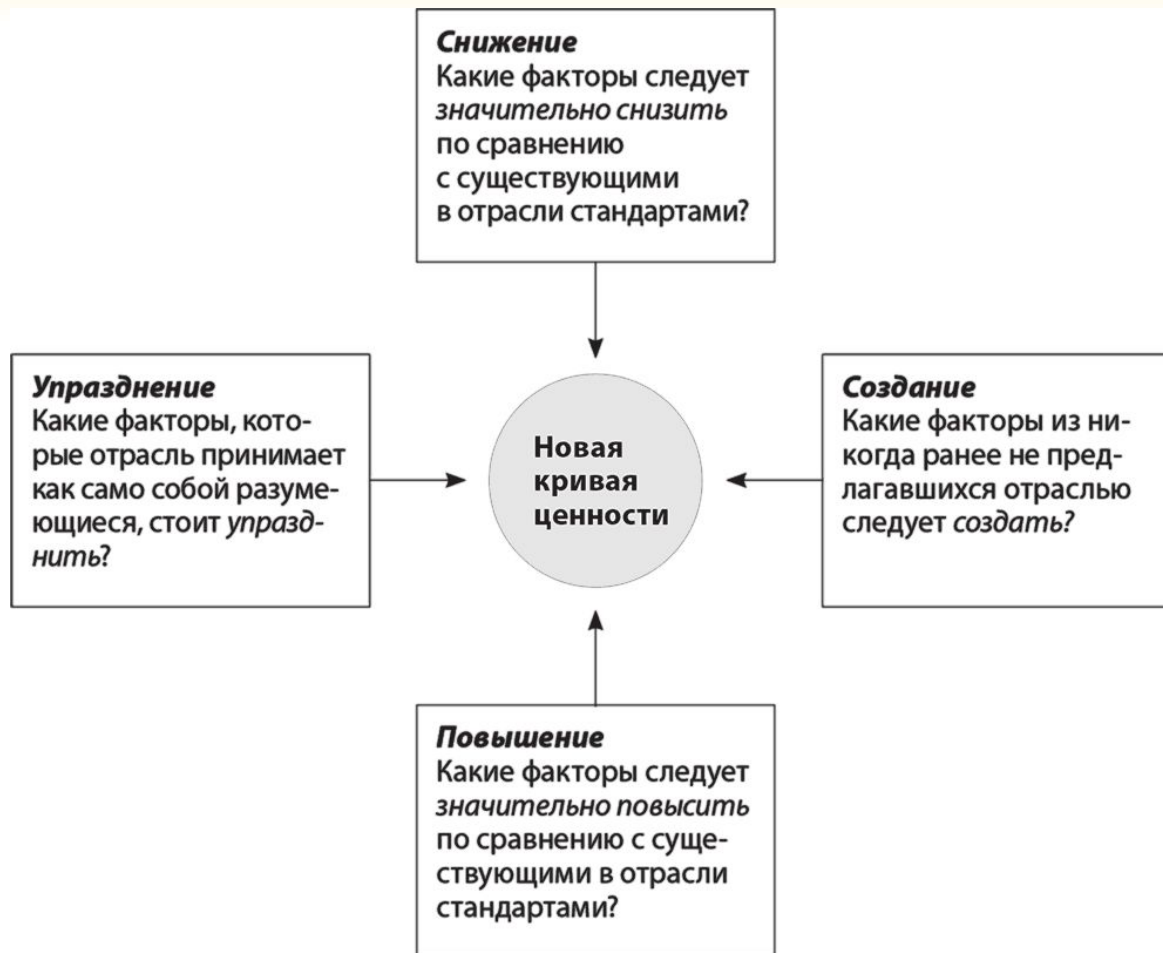 Снижение
Какие факторы следует
значительно снизить
по сравнению
с существующими
в отрасли стандартами?
Упразднение
Какие факторы, кото-
рые отрасль принимает
как само собой разуме-
ющиеся, стоит упразд-
нить?
Новая
кривая
ценности
Создание
Какие факторы из ни-
когда ранее не пред-
лагавшихся отраслью
следует создать?
Повышение
Какие факторы следует
значительно повысить
по сравнению с суще-
ствующими в отрасли
стандартами?